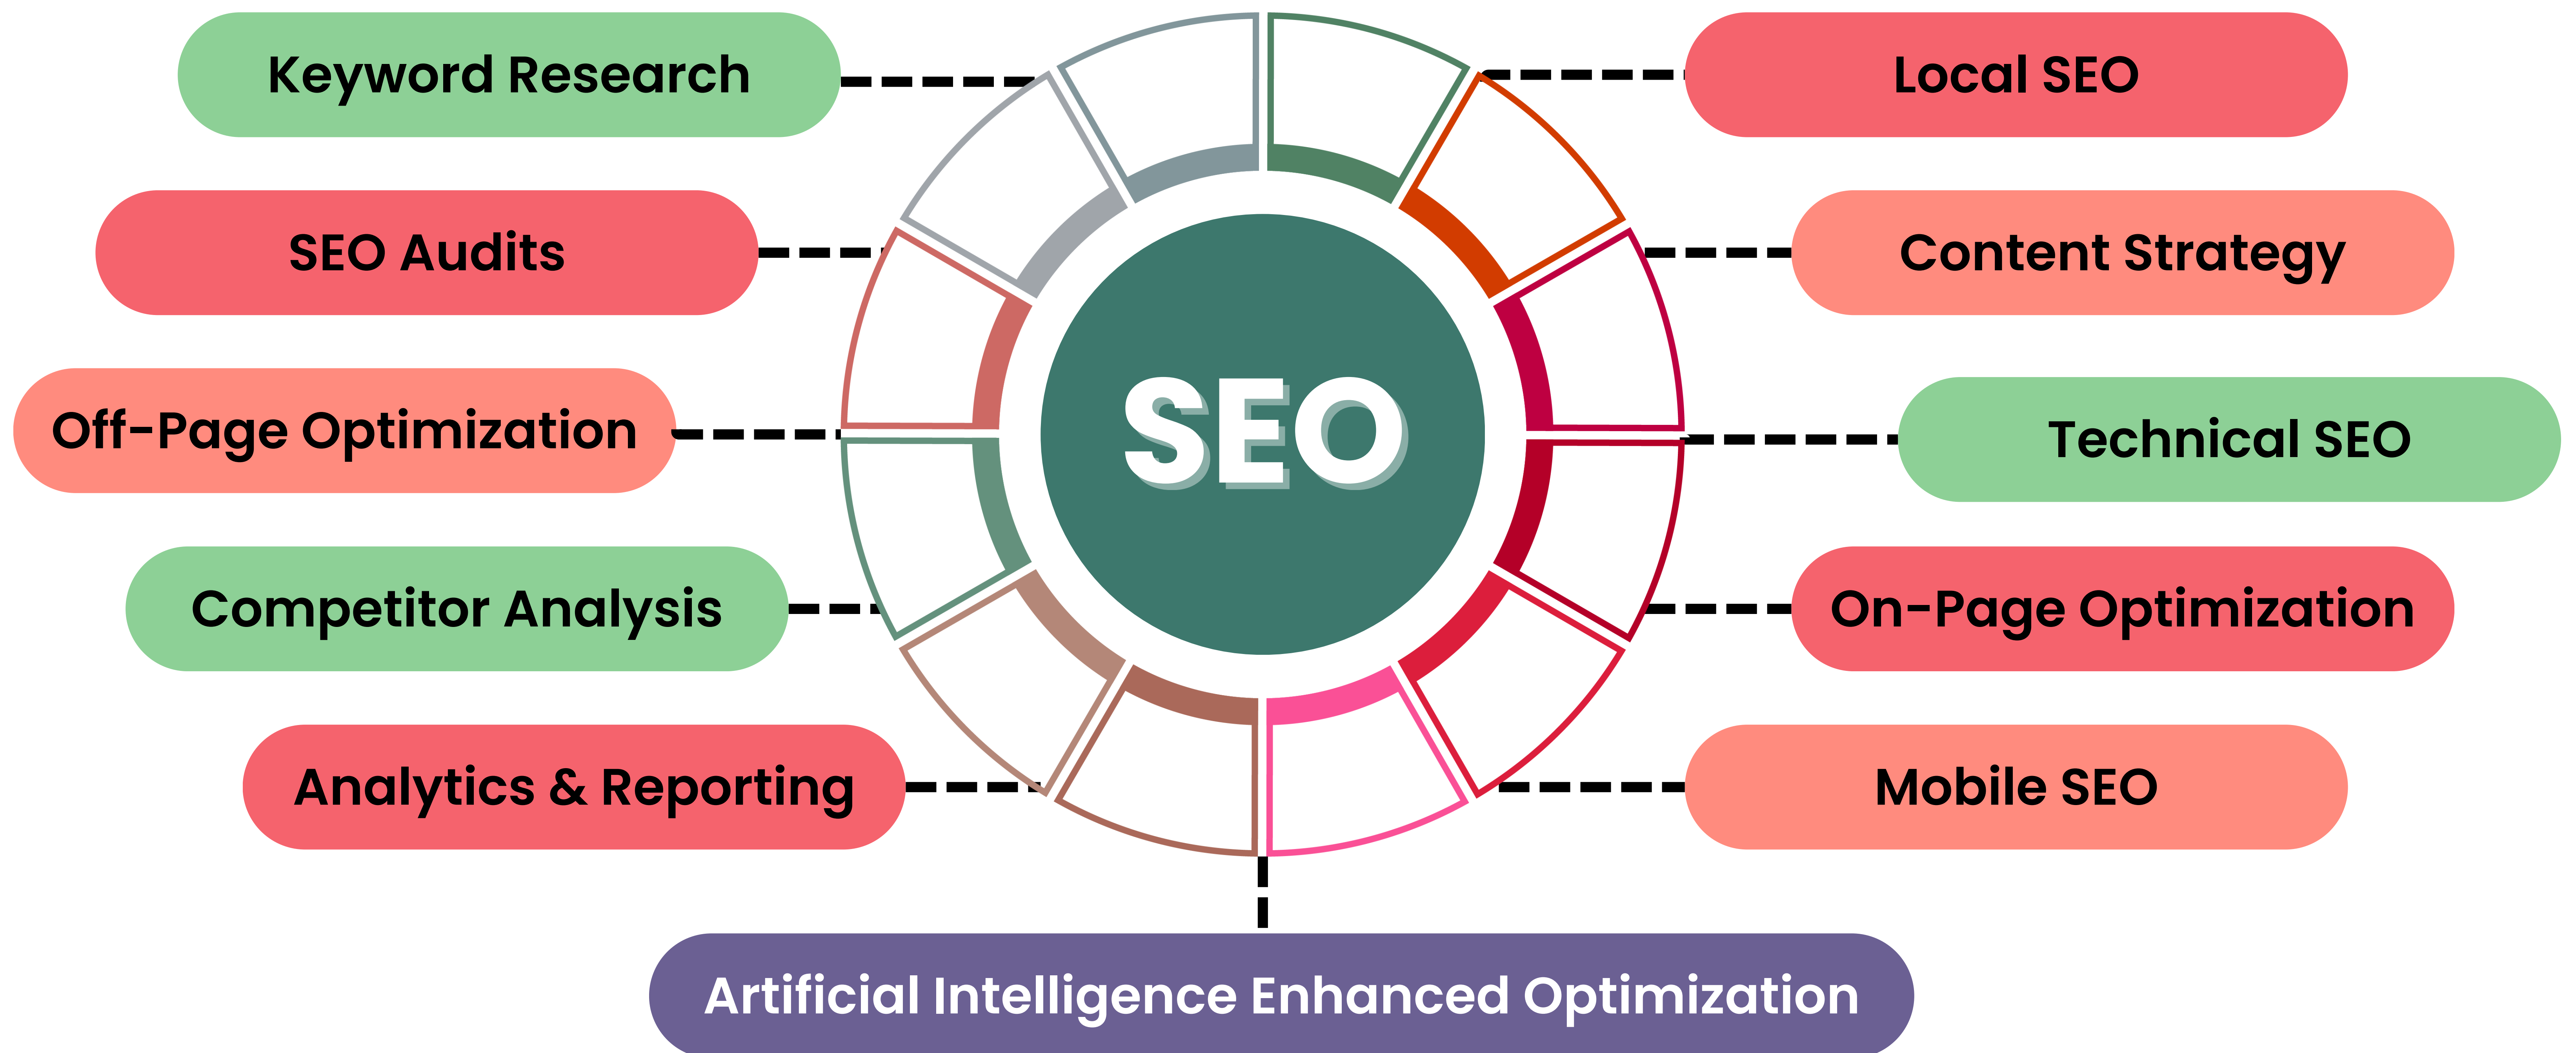 Keyword Research
Local SEO
SEO Audits
Content Strategy
Off-Page Optimization
SEO
Technical SEO
Competitor Analysis
On-Page Optimization
Analytics & Reporting
Mobile SEO
Artificial Intelligence Enhanced Optimization